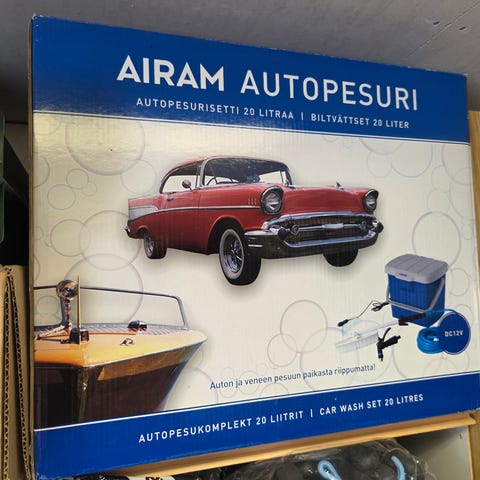 AIRAM AUTOPESURI
AUTOPESURISETTI 20 LITRAA | BILTVÄTTSET 20 LITER
DC12V
Auton ja veneen pesuun paikasta riippumatta!
AUTOPESUKOMPLEKT 20 LIITRIT | CAR WASH SET 20 LITRES